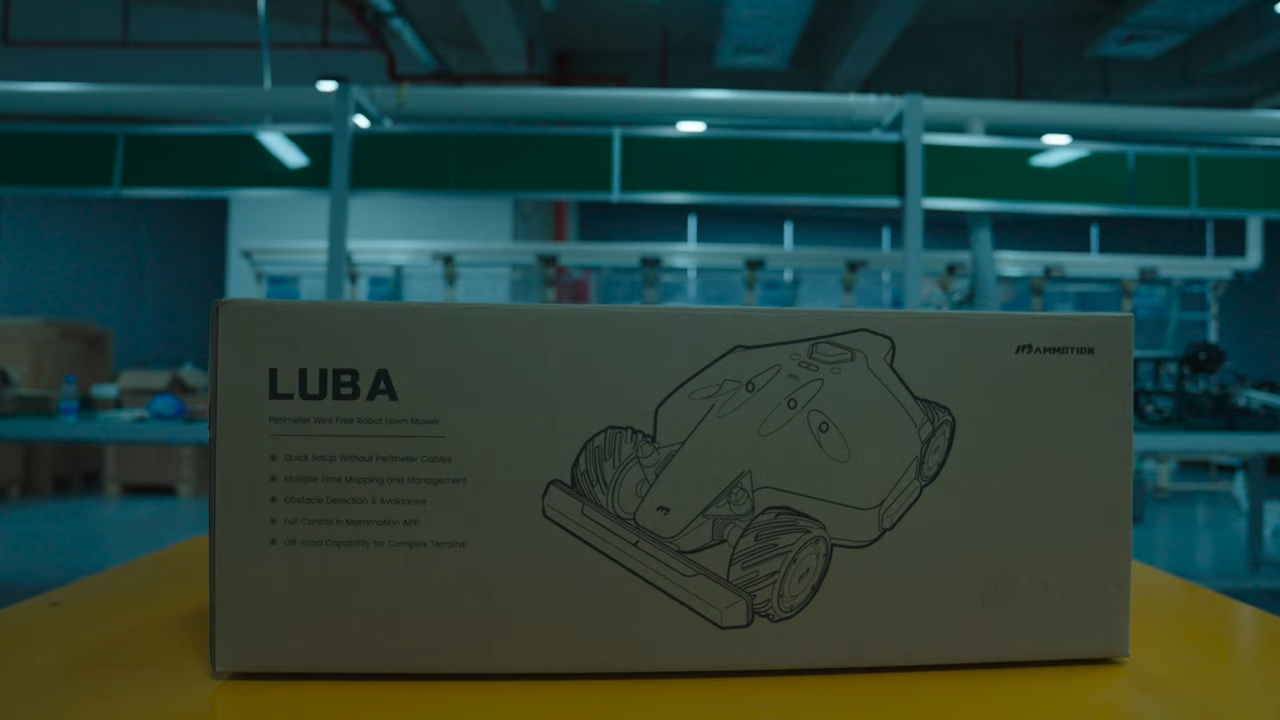 LUBA
MAMMOTION
Perimeter Wire Free Robot Lawn Mower
Quick Setup Without Perimeter Cables
Multiple Zone Mapping and Management
Obstacle Detection & Avoidance
Full Control in Mammotion APP
Off-road Capability for Complex Terrains